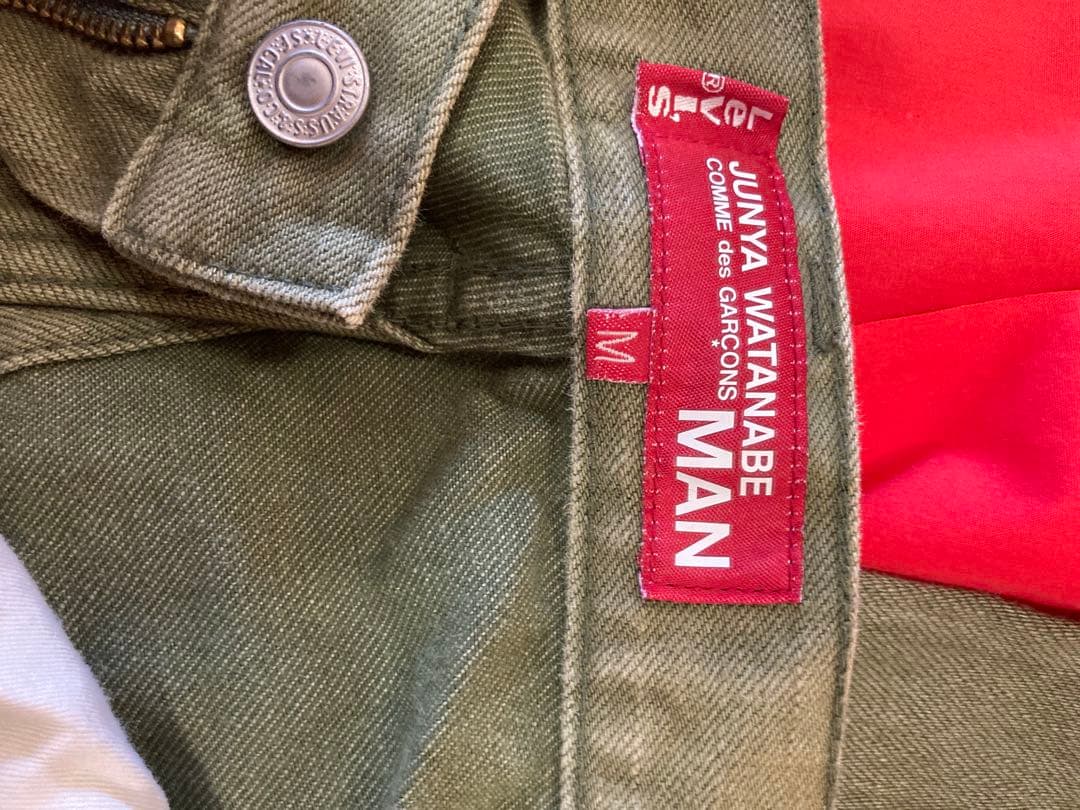 Levi's®
JUNYA WATANABE
COMME des GARÇONS
MAN
M